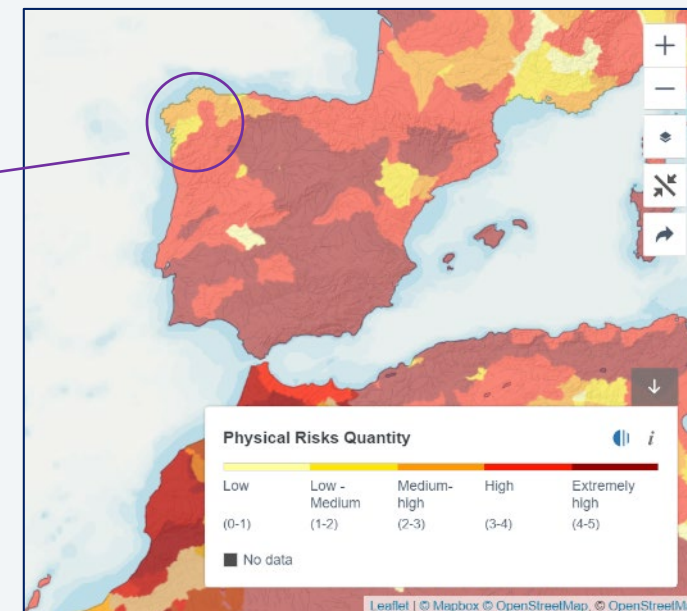 +
−
Physical Risks Quantity i
Low Low - Medium- High Extremely
Medium high high
(0-1) (1-2) (2-3) (3-4) (4-5)
No data
Leaflet | © Mapbox © OpenStreetMap, © OpenStreetM